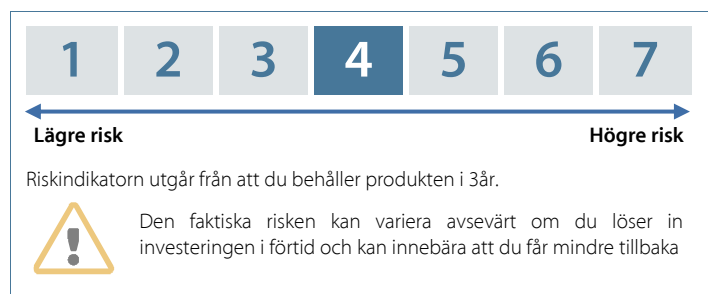 1 2 3 4 5 6 7
Lägre risk Högre risk
Riskindikatorn utgår från att du behåller produkten i 3år.
Den faktiska risken kan variera avsevärt om du löser in
investeringen i förtid och kan innebära att du får mindre tillbaka